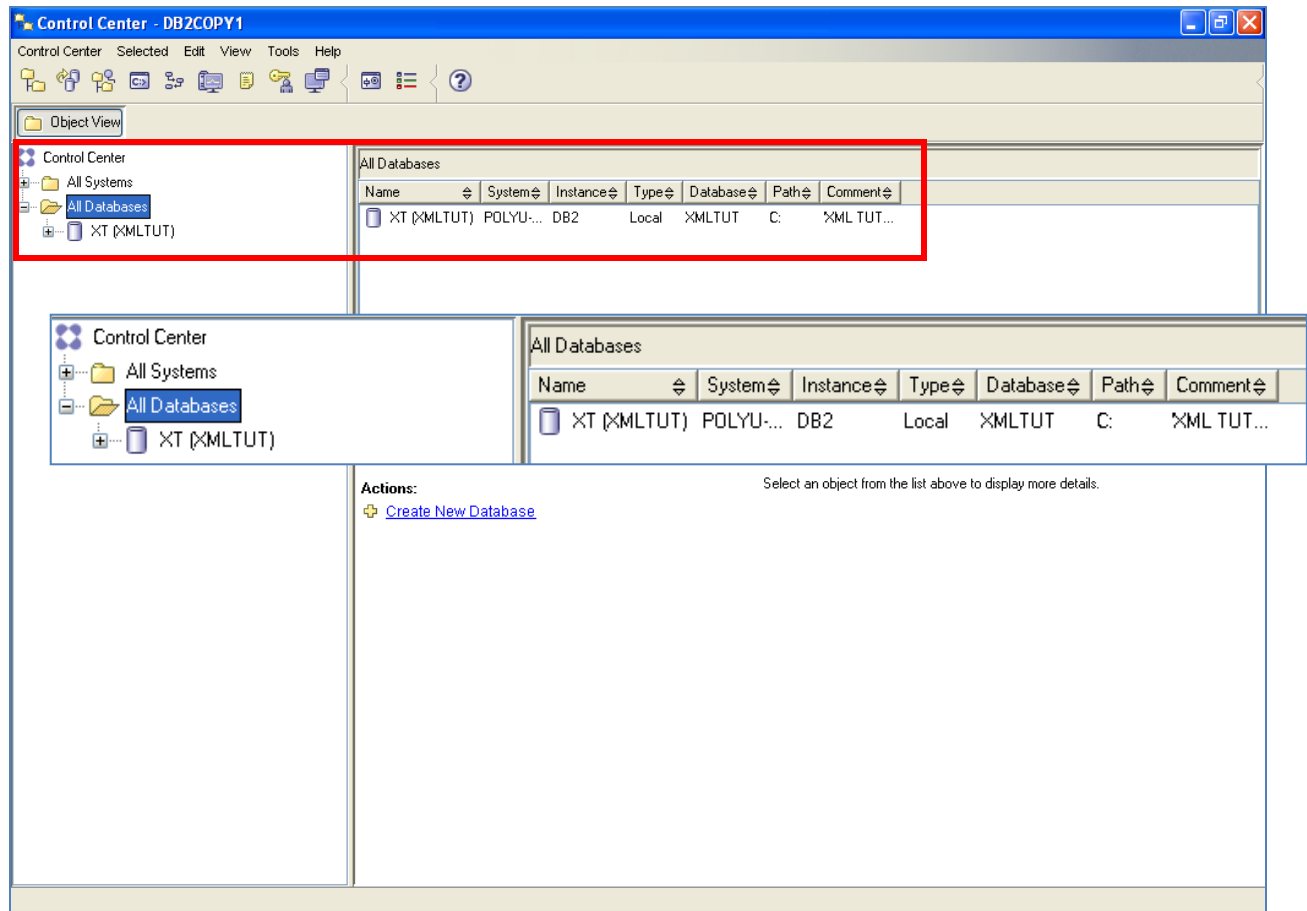 Control Center - DB2COPY1
Control Center Selected Edit View Tools Help
Object View
Control Center
All Systems
All Databases
XT (XMLTUT)
All Databases
Name System Instance Type Database Path Comment
XT (XMLTUT) POLYU-... DB2 Local XMLTUT C: 'XML TUT...
Control Center
All Systems
All Databases
XT (XMLTUT)
All Databases
Name System Instance Type Database Path Comment
XT (XMLTUT) POLYU-... DB2 Local XMLTUT C: 'XML TUT...
Actions:
Create New Database
Select an object from the list above to display more details.